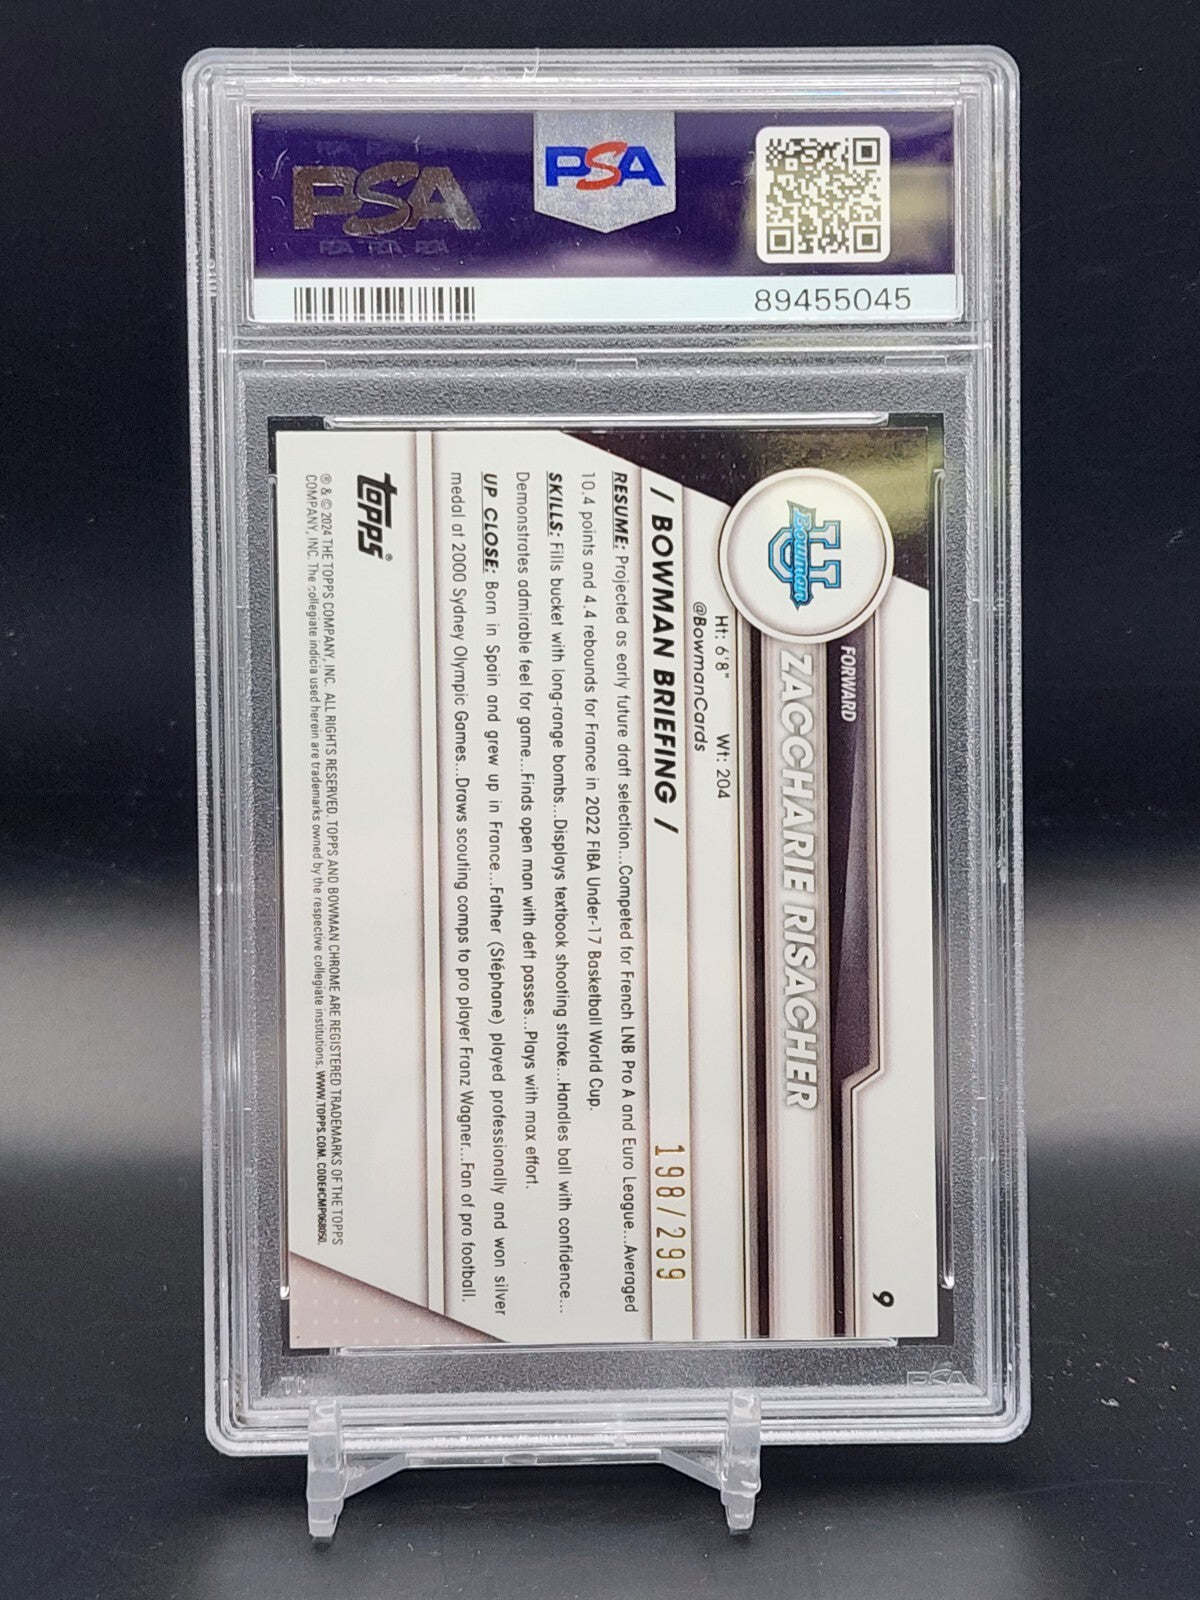 PSA
PSA
89455045
9
FORWARD
ZACCHARIE RISACHER
Bowman U
Ht: 6'8" Wt: 204
@BowmanCards
/ BOWMAN BRIEFING /
198/299
RESUME: Projected as early future draft selection...Competed for French LNB Pro A and Euro League...Averaged
10.4 points and 4.4 rebounds for France in 2022 FIBA Under-17 Basketball World Cup.
SKILLS: Fills bucket with long-range bombs...Displays textbook shooting stroke...Handles ball with confidence...
Demonstrates admirable feel for game...Finds open man with deft passes...Plays with max effort.
UP CLOSE: Born in Spain and grew up in France...Father (Stéphane) played professionally and won silver
medal at 2000 Sydney Olympic Games...Draws scouting comps to pro player Franz Wagner...Fan of pro football.
topps®
® & © 2024 THE TOPPS COMPANY, INC. ALL RIGHTS RESERVED. TOPPS AND BOWMAN CHROME ARE REGISTERED TRADEMARKS OF THE TOPPS
COMPANY, INC. The collegiate indicia used herein are trademarks owned by the respective collegiate institutions. WWW.TOPPS.COM. CODE#CMP068050.
PSA